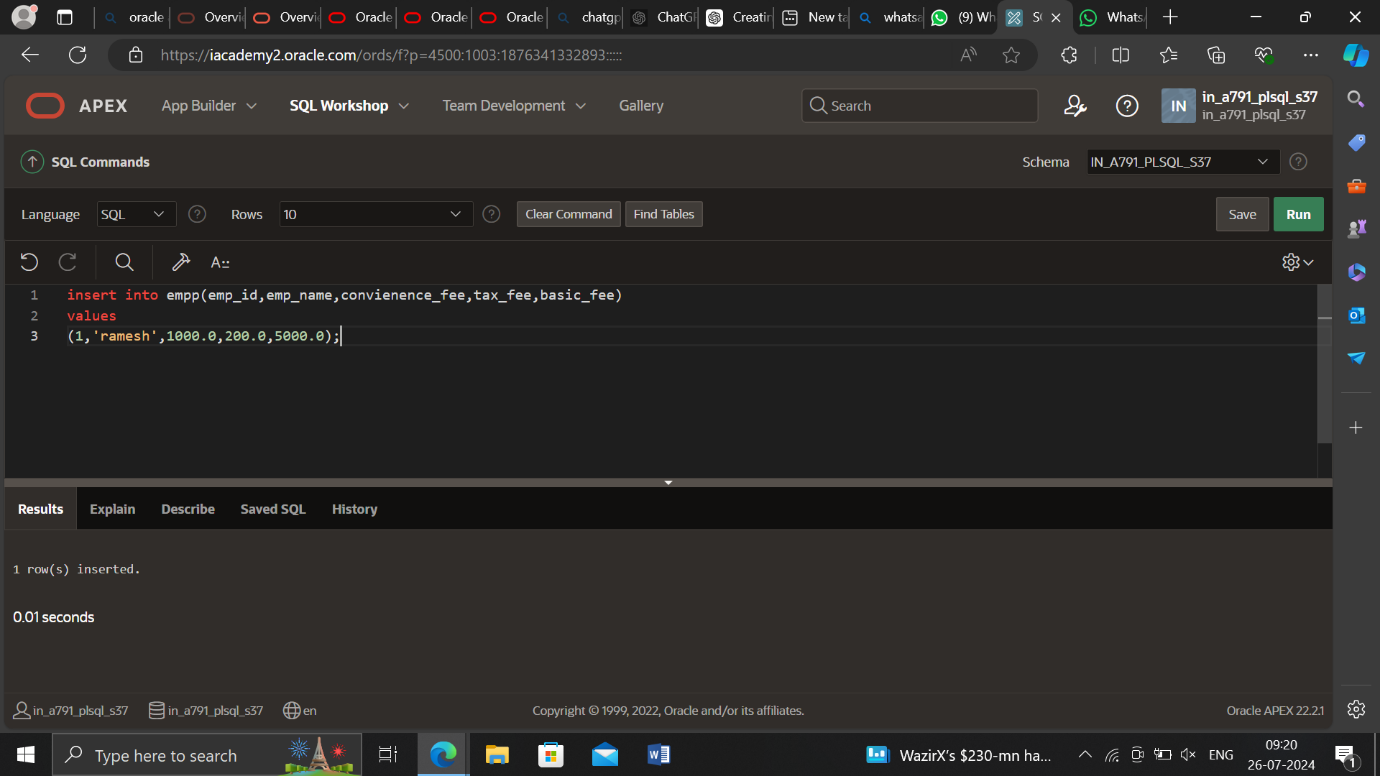 oracle Overvi Overvi Oracle Oracle Oracle chatgp ChatGI Creatin New ta whatsa (9) Wh S Whats
https://iacademy2.oracle.com/ords/f?p=4500:1003:1876341332893:::::
APEX App Builder SQL Workshop Team Development Gallery Search IN in_a791_plsql_s37
in_a791_plsql_s37
SQL Commands Schema IN_A791_PLSQL_S37
Language SQL Rows 10 Clear Command Find Tables Save Run
A::
1 insert into empp(emp_id,emp_name,convienence_fee,tax_fee,basic_fee)
2 values
3 (1,'ramesh',1000.0,200.0,5000.0);
Results Explain Describe Saved SQL History
1 row(s) inserted.
0.01 seconds
in_a791_plsql_s37 in_a791_plsql_s37 en Copyright © 1999, 2022, Oracle and/or its affiliates. Oracle APEX 22.2.1
Type here to search WazirX's $230-mn ha... ENG 09:20
26-07-2024 1